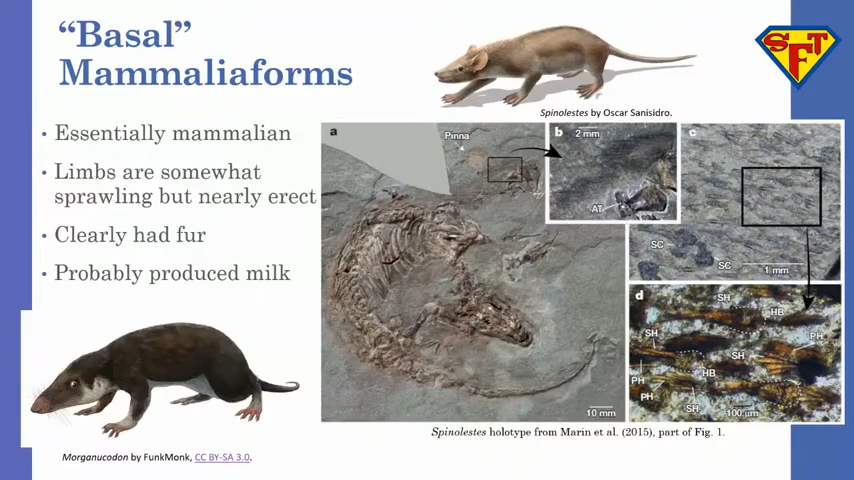 “Basal”
Mammaliaforms
SFT
Spinolestes by Oscar Sanisidro.
• Essentially mammalian
• Limbs are somewhat
sprawling but nearly erect
• Clearly had fur
• Probably produced milk
a
Pinna
10 mm
b
2 mm
AT
c
SC
SC
1 mm
d
SH
HB
SH
PH
SH
HB
PH
PH
SH
100 μm
Spinolestes holotype from Marin et al. (2015), part of Fig. 1.
Morganucodon by FunkMonk, CC BY-SA 3.0.